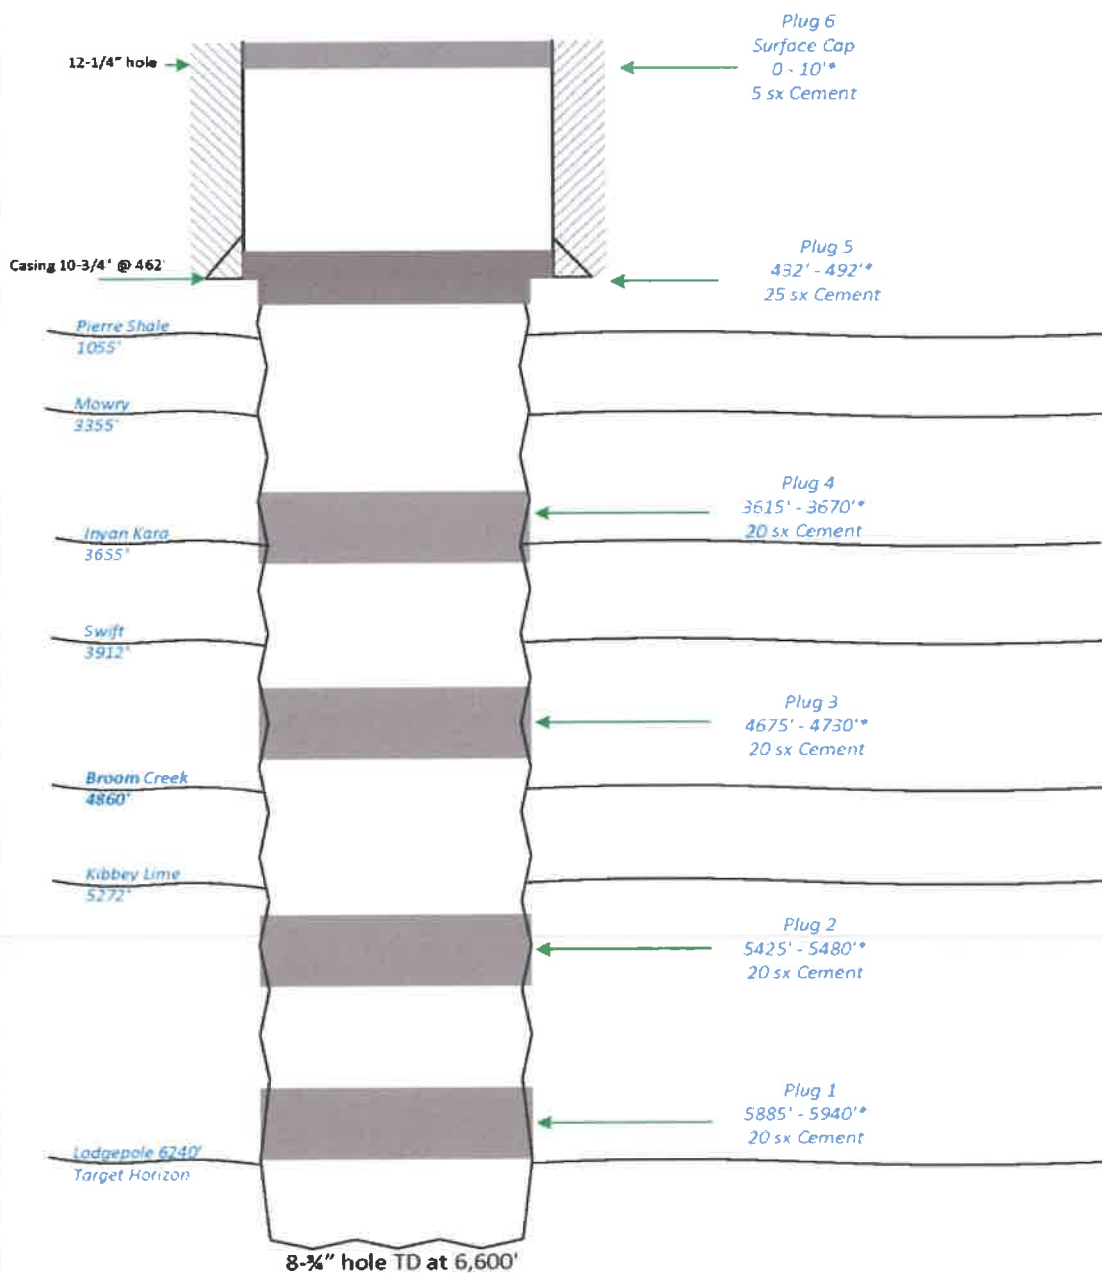 Plug 6
Surface Cap
0 - 10'*
5 sx Cement
12-1/4" hole
Plug 5
432' - 492'*
25 sx Cement
Casing 10-3/4' @ 462'
Pierre Shale
1055'
Mowry
3355'
Plug 4
3615' - 3670'*
20 sx Cement
Inyan Kara
3655'
Swift
3912'
Plug 3
4675' - 4730'*
20 sx Cement
Broom Creek
4860'
Kibbey Lime
5272'
Plug 2
5425' - 5480'*
20 sx Cement
Plug 1
5885' - 5940'*
20 sx Cement
Lodgepole 6240'
Target Horizon
8-¾" hole TD at 6,600'